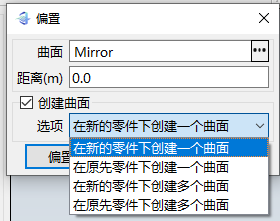 偏置
曲面 Mirror
距离(m) 0.0
创建曲面
选项 在新的零件下创建一个曲面
在新的零件下创建一个曲面
偏置 在原先零件下创建一个曲面
在新的零件下创建多个曲面
在原先零件下创建多个曲面